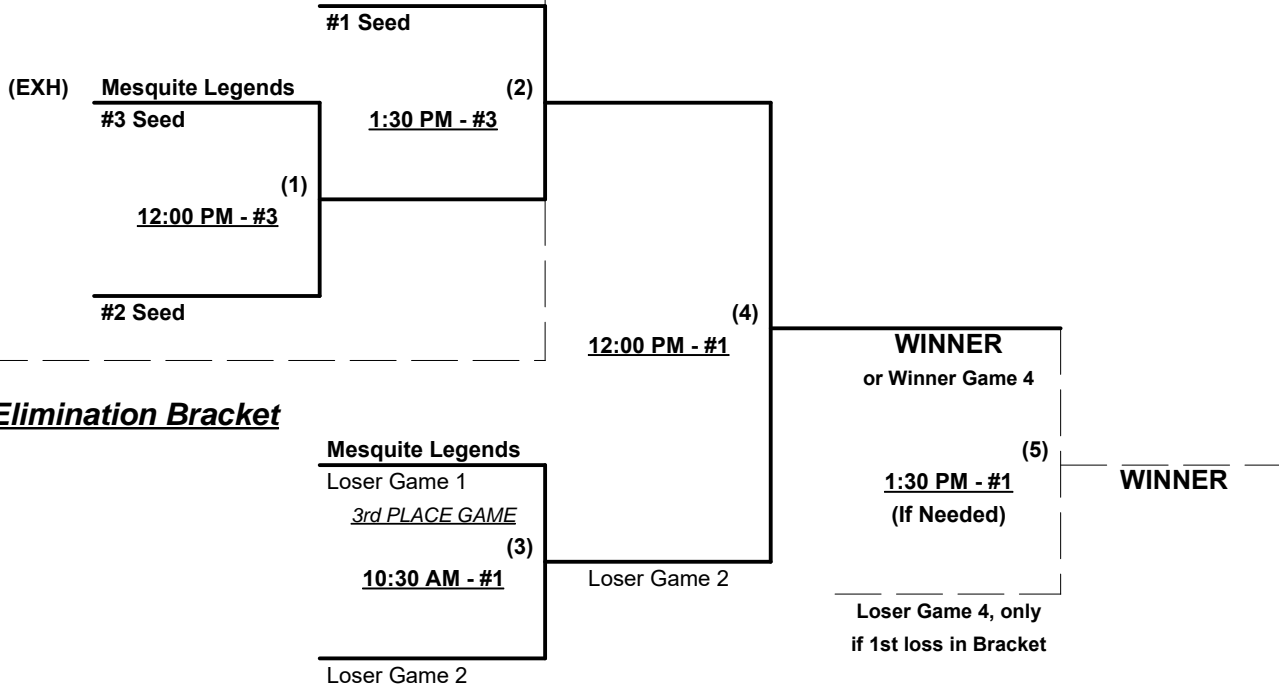 #1 Seed
(EXH) Mesquite Legends (2)
#3 Seed 1:30 PM - #3
(1)
12:00 PM - #3
#2 Seed
(4)
12:00 PM - #1 WINNER
or Winner Game 4
Elimination Bracket
Mesquite Legends (5)
Loser Game 1 1:30 PM - #1 WINNER
3rd PLACE GAME (If Needed)
(3)
10:30 AM - #1 Loser Game 2
Loser Game 4, only
if 1st loss in Bracket
Loser Game 2